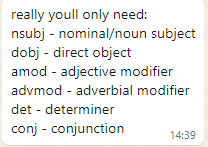 really youll only need:
nsubj - nominal/noun subject
dobj - direct object
amod - adjective modifier
advmod - adverbial modifier
det - determiner
conj - conjunction
14:39